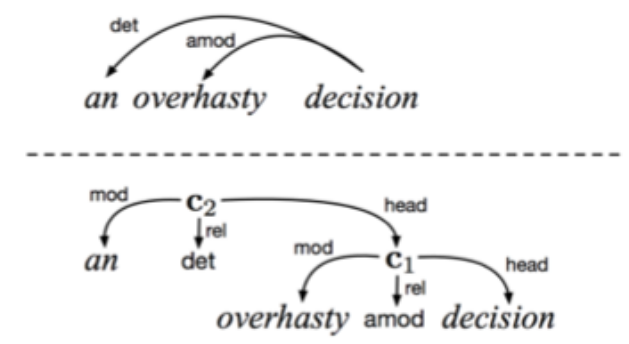 det
amod
an overhasty decision
mod c₂ head
rel
an det mod c₁ head
rel
overhasty amod decision